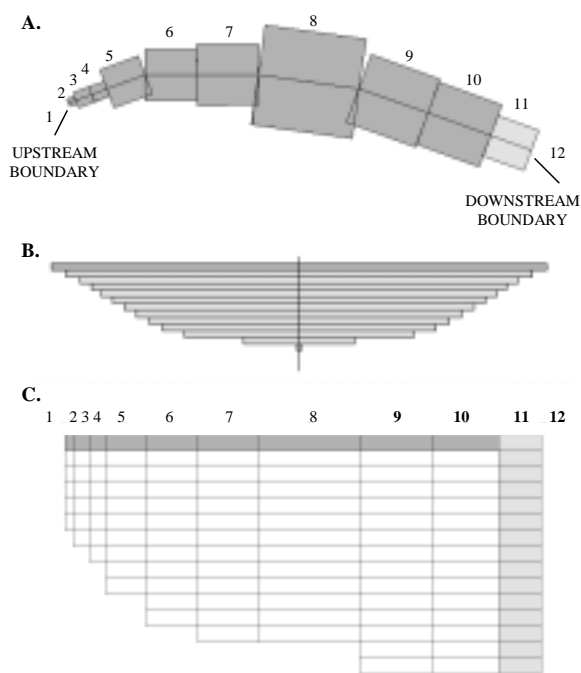 A.
1 2 3 4 5 6 7 8 9 10 11 12
UPSTREAM
BOUNDARY
DOWNSTREAM
BOUNDARY
B.
C.
1 2 3 4 5 6 7 8 9 10 11 12